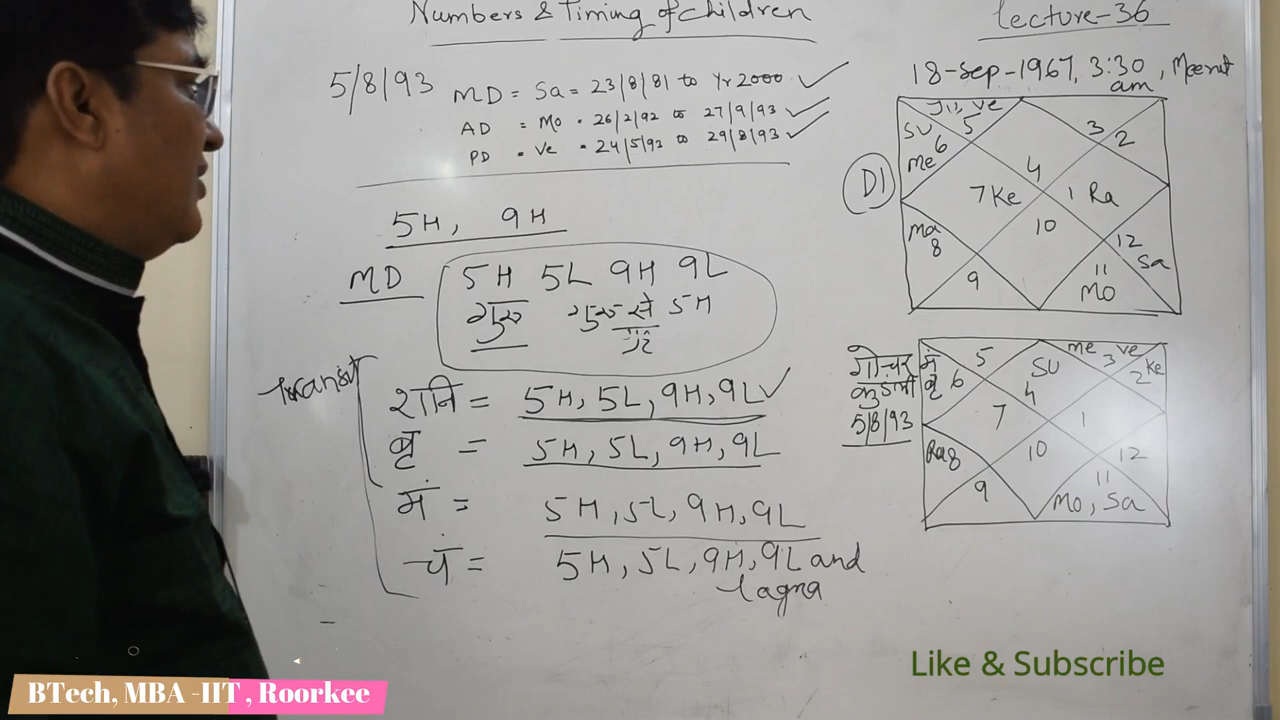 Numbers & Timing of children
Lecture-36
5/8/93
MD = Sa = 23/8/81 to Yr 2000
AD = Mo = 26/2/92 to 27/9/93
PD = Ve = 24/5/93 to 29/8/93
5H, 9H
MD
5H 5L 9H 9L
गुरु गुरु से 5H
transit
शनि = 5H, 5L, 9H, 9L
बृ = 5H, 5L, 9H, 9L
मं = 5H, 5L, 9H, 9L
चं = 5H, 5L, 9H, 9L and
lagna
18-Sep-1967, 3:30 am, Meerut
D1
Ju, Ve
Su 5 3
Me 6 2
4
7 Ke 1 Ra
10
Ma 8 12 Sa
9 11 Mo
गोचर
कुंडली
5/8/93
5 Su me ve
मं बृ 6 4 3 2 Ke
7 1
Ra 8 10 12
9 11
Mo, Sa
Like & Subscribe
BTech, MBA -IIT , Roorkee